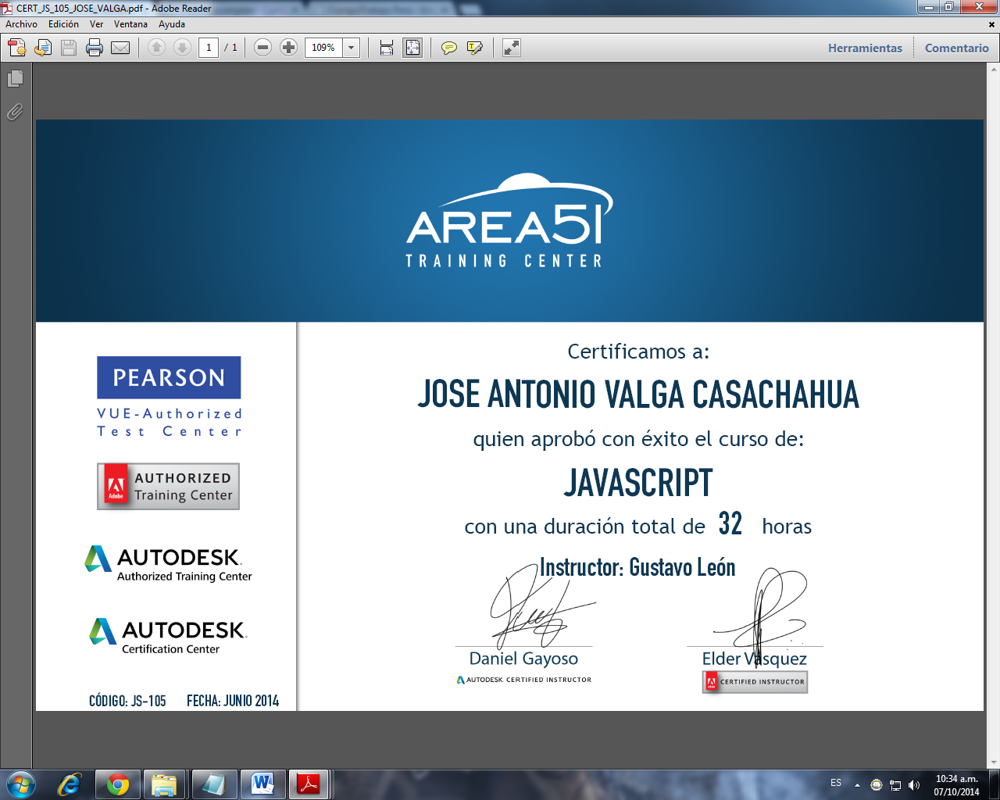 CERT_JS_105_JOSE_VALGA.pdf - Adobe Reader
Archivo Edición Ver Ventana Ayuda
1 / 1 109% Herramientas Comentario
AREA51
TRAINING CENTER
PEARSON
VUE-Authorized
Test Center
Adobe
AUTHORIZED
Training Center
AUTODESK.
Authorized Training Center
AUTODESK.
Certification Center
CÓDIGO: JS-105 FECHA: JUNIO 2014
Certificamos a:
JOSE ANTONIO VALGA CASACHAHUA
quien aprobó con éxito el curso de:
JAVASCRIPT
con una duración total de 32 horas
Instructor: Gustavo León
Daniel Gayoso
AUTODESK. CERTIFIED INSTRUCTOR
Elder Vasquez
Adobe CERTIFIED INSTRUCTOR
ES 10:34 a.m.
07/10/2014